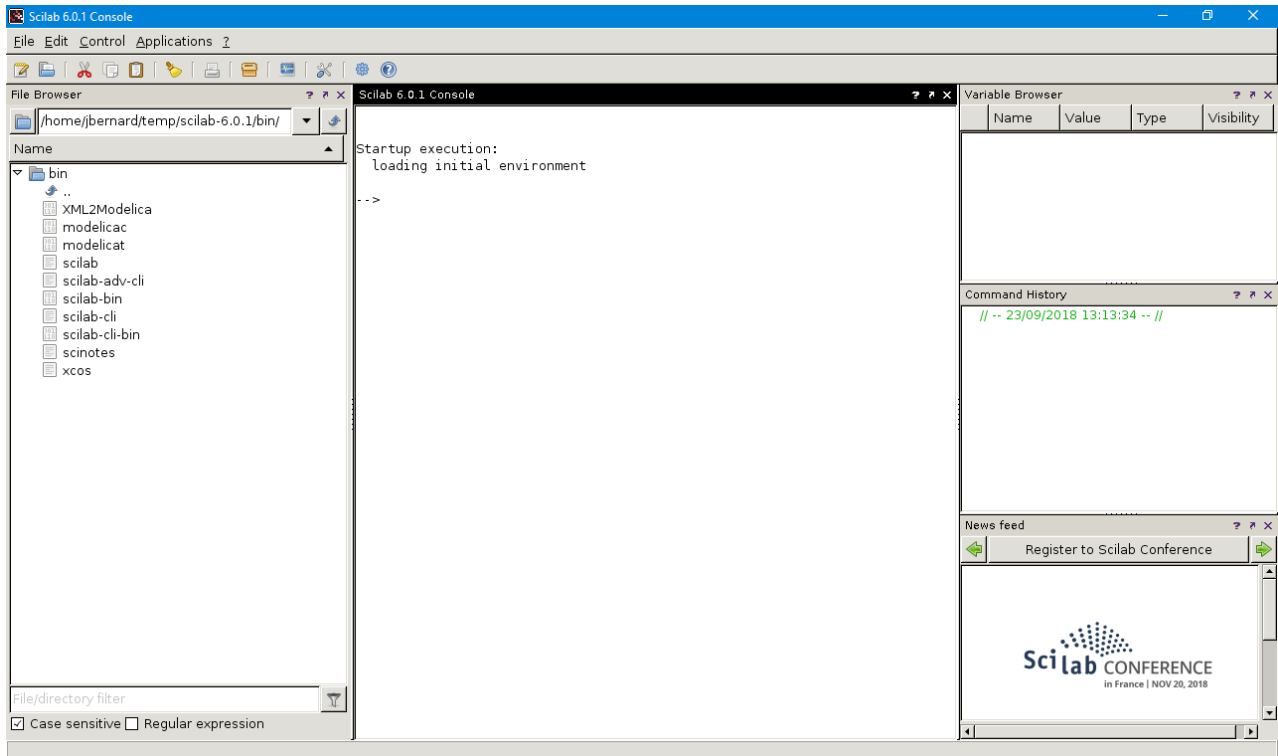 Scilab 6.0.1 Console
File Edit Control Applications ?
File Browser
/home/jbernard/temp/scilab-6.0.1/bin/
Name
bin
..
XML2Modelica
modelicac
modelicat
scilab
scilab-adv-cli
scilab-bin
scilab-cli
scilab-cli-bin
scinotes
xcos
File/directory filter
Case sensitive Regular expression
Scilab 6.0.1 Console
Startup execution:
loading initial environment
-->
Variable Browser
Name Value Type Visibility
Command History
// -- 23/09/2018 13:13:34 -- //
News feed
Register to Scilab Conference
Scilab CONFERENCE
in France | NOV 20, 2018